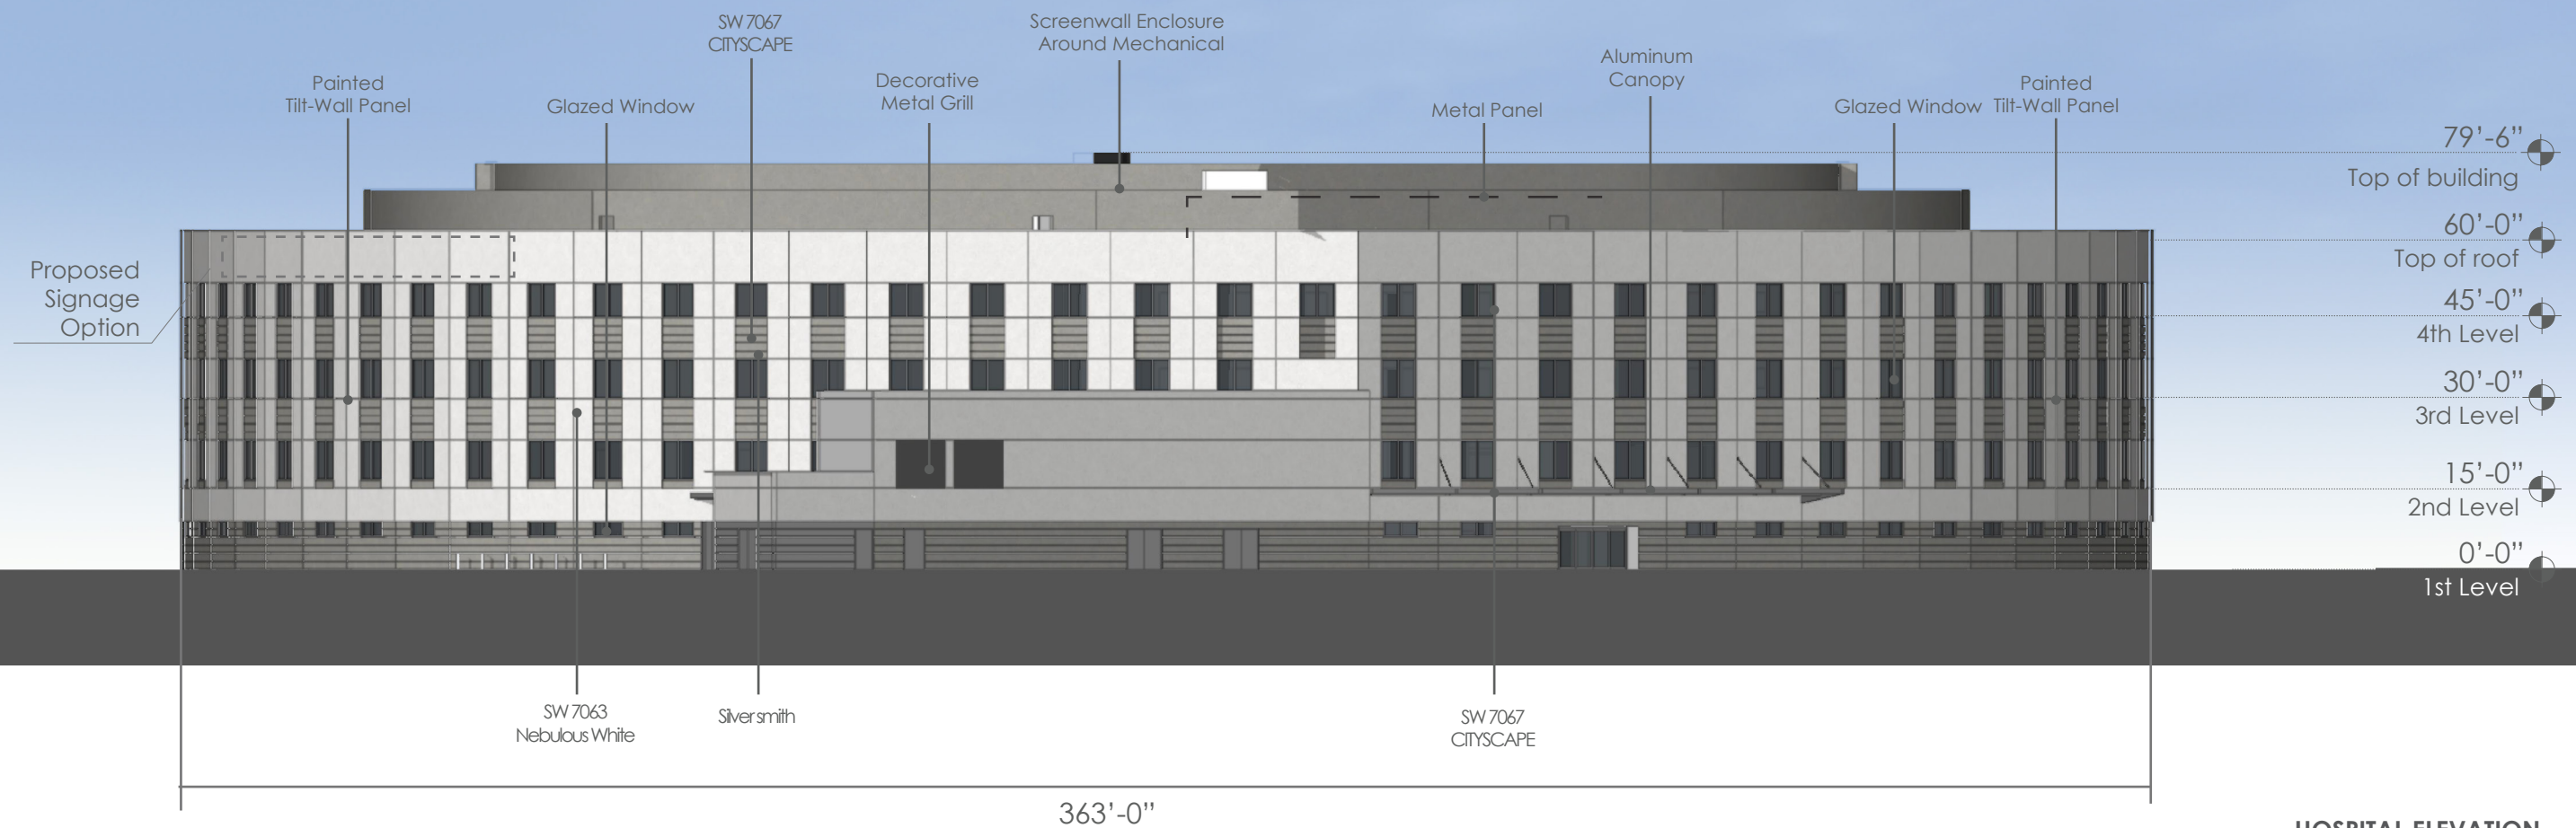 SW 7067
CITYSCAPE
Screenwall Enclosure
Around Mechanical
Aluminum
Canopy
Painted
Tilt-Wall Panel
Glazed Window
Decorative
Metal Grill
Metal Panel
Glazed Window
Painted
Tilt-Wall Panel
79'-6"
Top of building
60'-0"
Top of roof
45'-0"
4th Level
30'-0"
3rd Level
15'-0"
2nd Level
0'-0"
1st Level
Proposed
Signage
Option
SW 7063
Nebulous White
Silversmith
SW 7067
CITYSCAPE
363'-0"
HOSPITAL ELEVATION